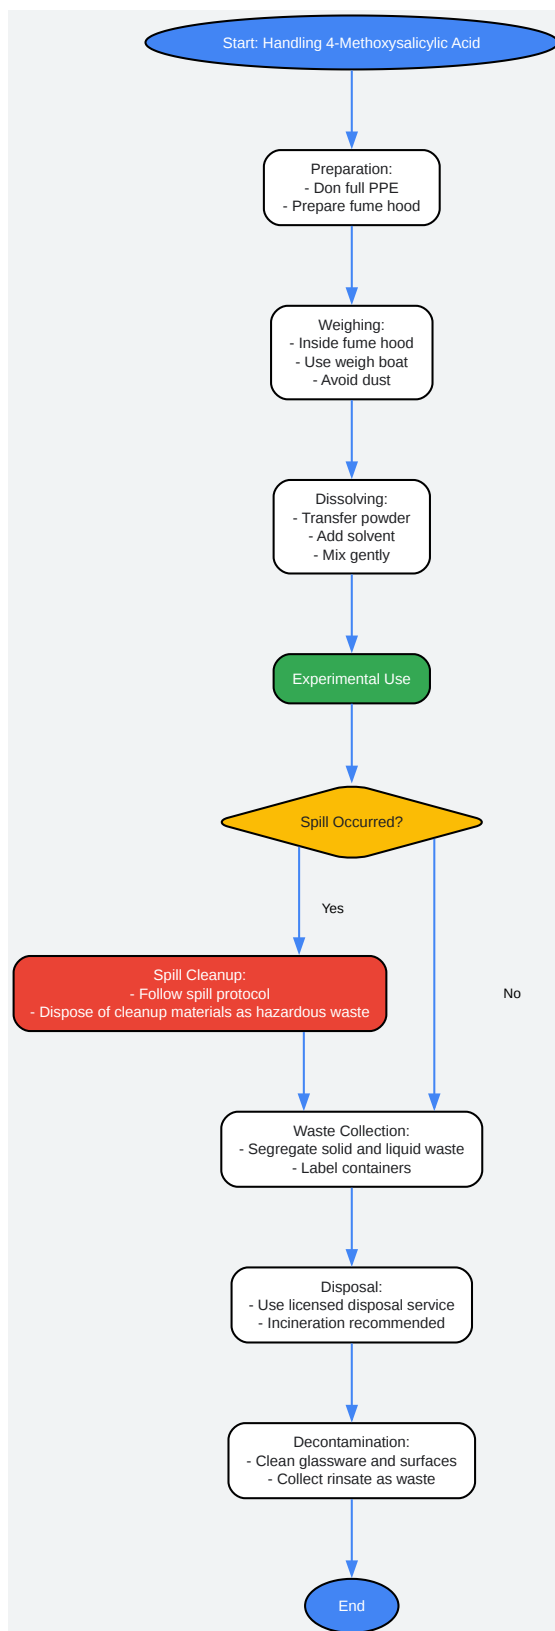 Start: Handling 4-Methoxysalicylic Acid
Preparation:
- Don full PPE
- Prepare fume hood
Weighing:
- Inside fume hood
- Use weigh boat
- Avoid dust
Dissolving:
- Transfer powder
- Add solvent
- Mix gently
Experimental Use
Spill Occurred?
Yes
Spill Cleanup:
- Follow spill protocol
- Dispose of cleanup materials as hazardous waste
No
Waste Collection:
- Segregate solid and liquid waste
- Label containers
Disposal:
- Use licensed disposal service
- Incineration recommended
Decontamination:
- Clean glassware and surfaces
- Collect rinsate as waste
End